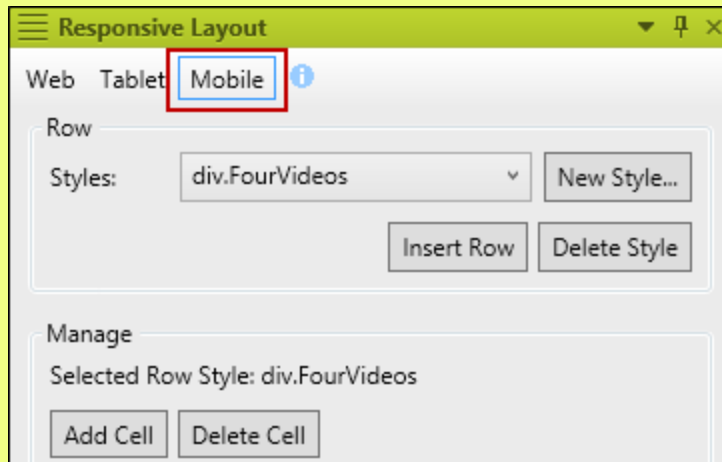 Responsive Layout
Web Tablet Mobile
Row
Styles: div.FourVideos New Style...
Insert Row Delete Style
Manage
Selected Row Style: div.FourVideos
Add Cell Delete Cell